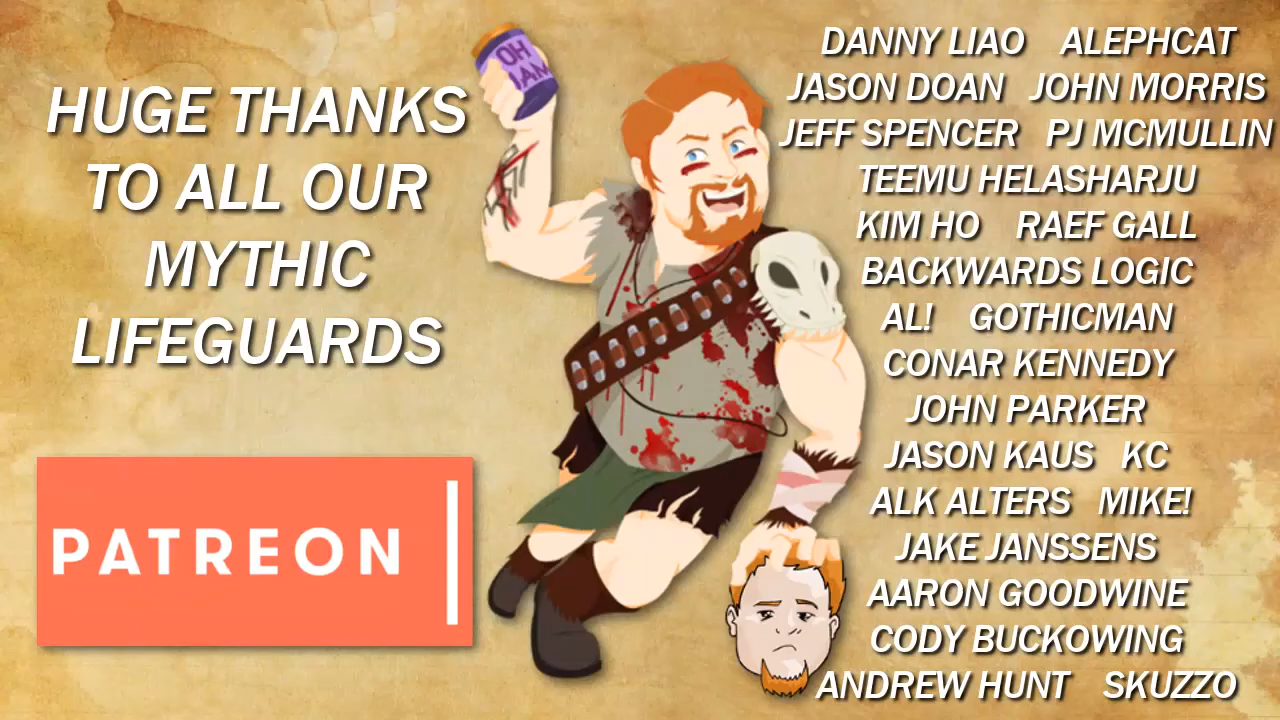 HUGE THANKS
TO ALL OUR
MYTHIC
LIFEGUARDS
PATREON
OH
DANNY LIAO ALEPHCAT
JASON DOAN JOHN MORRIS
JEFF SPENCER PJ MCMULLIN
TEEMU HELASHARJU
KIM HO RAEF GALL
BACKWARDS LOGIC
AL! GOTHICMAN
CONAR KENNEDY
JOHN PARKER
JASON KAUS KC
ALK ALTERS MIKE!
JAKE JANSSENS
AARON GOODWINE
CODY BUCKOWING
ANDREW HUNT SKUZZO